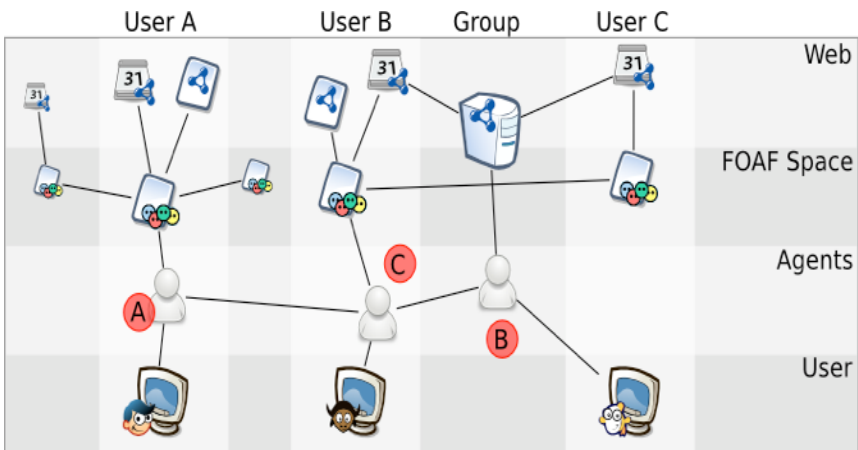 User A
User B
Group
User C
Web
31
31
31
31
FOAF Space
Agents
C
A
B
User